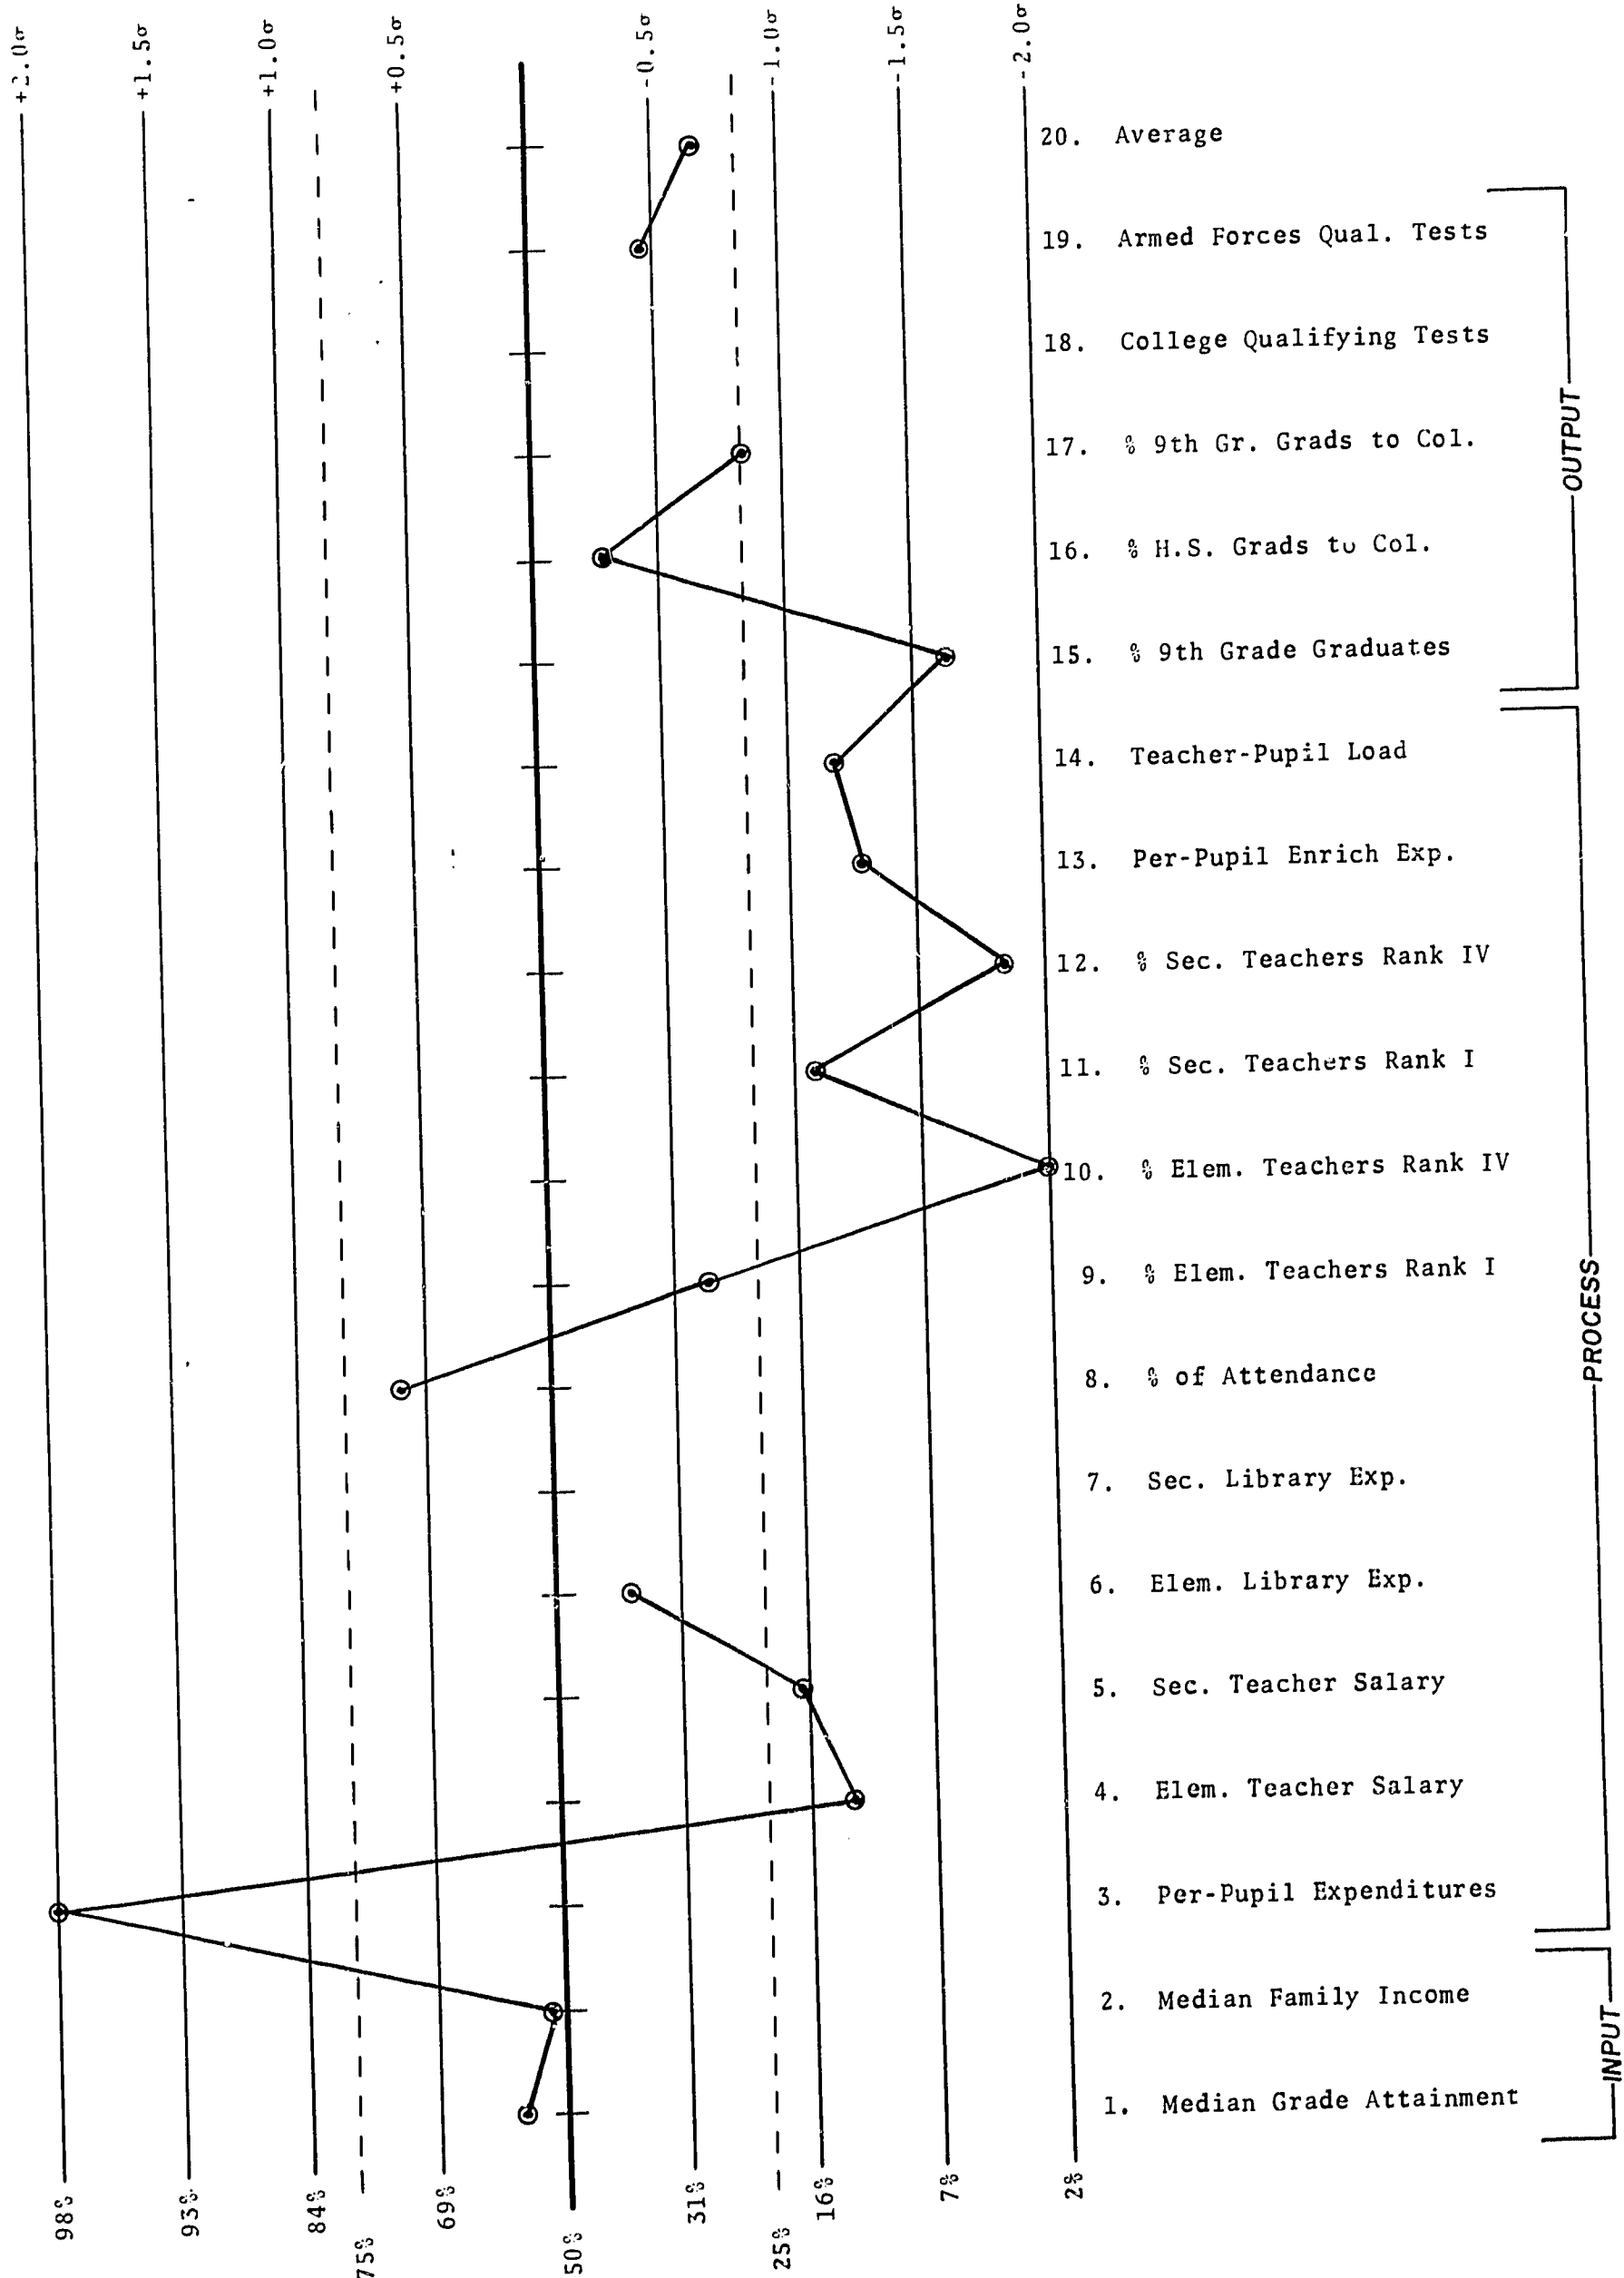 +2.0σ
+1.5σ
+1.0σ
+0.5σ
-0.5σ
-1.0σ
-1.5σ
-2.0σ
20. Average
19. Armed Forces Qual. Tests
18. College Qualifying Tests
17. % 9th Gr. Grads to Col.
16. % H.S. Grads to Col.
15. % 9th Grade Graduates
14. Teacher-Pupil Load
13. Per-Pupil Enrich Exp.
12. % Sec. Teachers Rank IV
11. % Sec. Teachers Rank I
10. % Elem. Teachers Rank IV
9. % Elem. Teachers Rank I
8. % of Attendance
7. Sec. Library Exp.
6. Elem. Library Exp.
5. Sec. Teacher Salary
4. Elem. Teacher Salary
3. Per-Pupil Expenditures
2. Median Family Income
1. Median Grade Attainment
OUTPUT
PROCESS
INPUT
98%
93%
84%
75%
69%
50%
31%
25%
16%
7%
2%